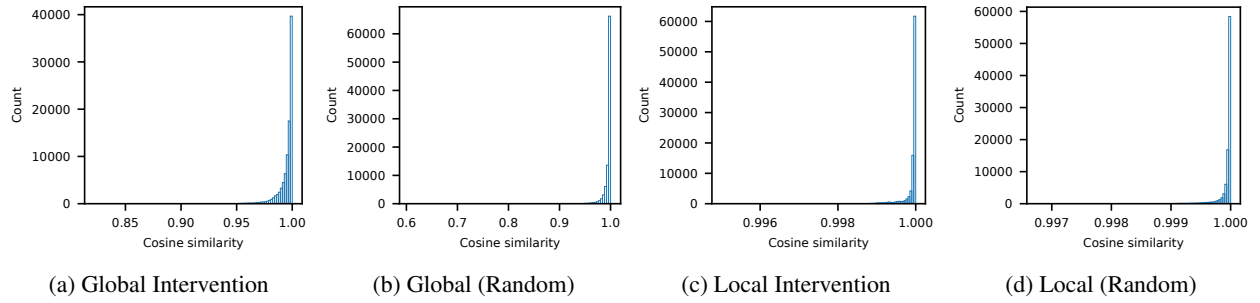 40000
30000
20000
10000
0
Count
0.85 0.90 0.95 1.00
Cosine similarity
(a) Global Intervention
60000
50000
40000
30000
20000
10000
0
Count
0.6 0.7 0.8 0.9 1.0
Cosine similarity
(b) Global (Random)
60000
50000
40000
30000
20000
10000
0
Count
0.996 0.998 1.000
Cosine similarity
(c) Local Intervention
60000
50000
40000
30000
20000
10000
0
Count
0.997 0.998 0.999 1.000
Cosine similarity
(d) Local (Random)